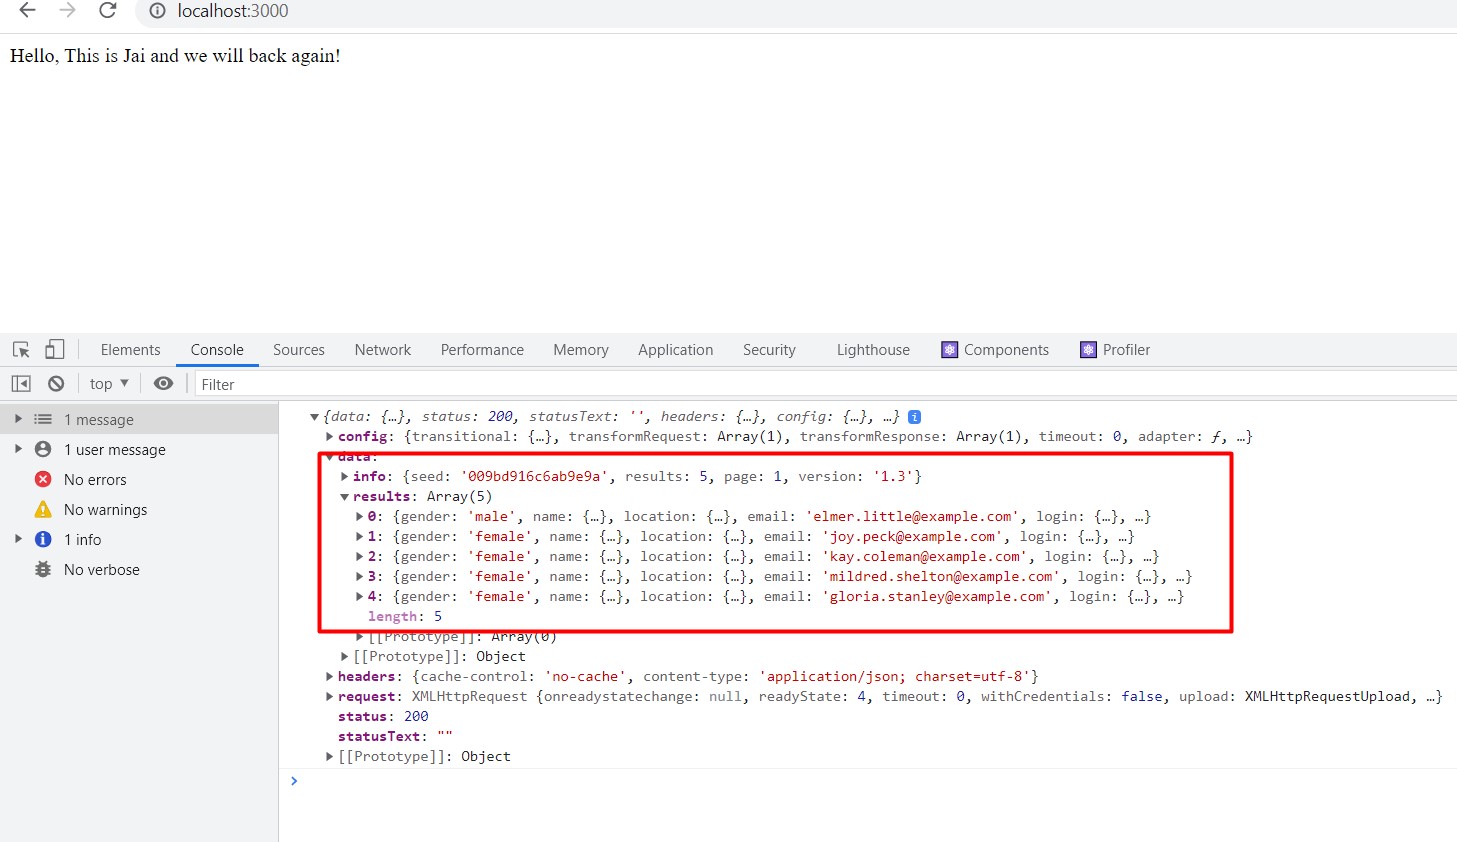 localhost:3000
Hello, This is Jai and we will back again!
Elements Console Sources Network Performance Memory Application Security Lighthouse Components Profiler
top ▼ Filter
1 message
1 user message
No errors
No warnings
1 info
No verbose
{data: {…}, status: 200, statusText: '', headers: {…}, config: {…}, …} i
config: {transitional: {…}, transformRequest: Array(1), transformResponse: Array(1), timeout: 0, adapter: ƒ, …}
data:
info: {seed: '009bd916c6ab9e9a', results: 5, page: 1, version: '1.3'}
results: Array(5)
0: {gender: 'male', name: {…}, location: {…}, email: 'elmer.little@example.com', login: {…}, …}
1: {gender: 'female', name: {…}, location: {…}, email: 'joy.peck@example.com', login: {…}, …}
2: {gender: 'female', name: {…}, location: {…}, email: 'kay.coleman@example.com', login: {…}, …}
3: {gender: 'female', name: {…}, location: {…}, email: 'mildred.shelton@example.com', login: {…}, …}
4: {gender: 'female', name: {…}, location: {…}, email: 'gloria.stanley@example.com', login: {…}, …}
length: 5
[[Prototype]]: Array(0)
[[Prototype]]: Object
headers: {cache-control: 'no-cache', content-type: 'application/json; charset=utf-8'}
request: XMLHttpRequest {onreadystatechange: null, readyState: 4, timeout: 0, withCredentials: false, upload: XMLHttpRequestUpload, …}
status: 200
statusText: ""
[[Prototype]]: Object